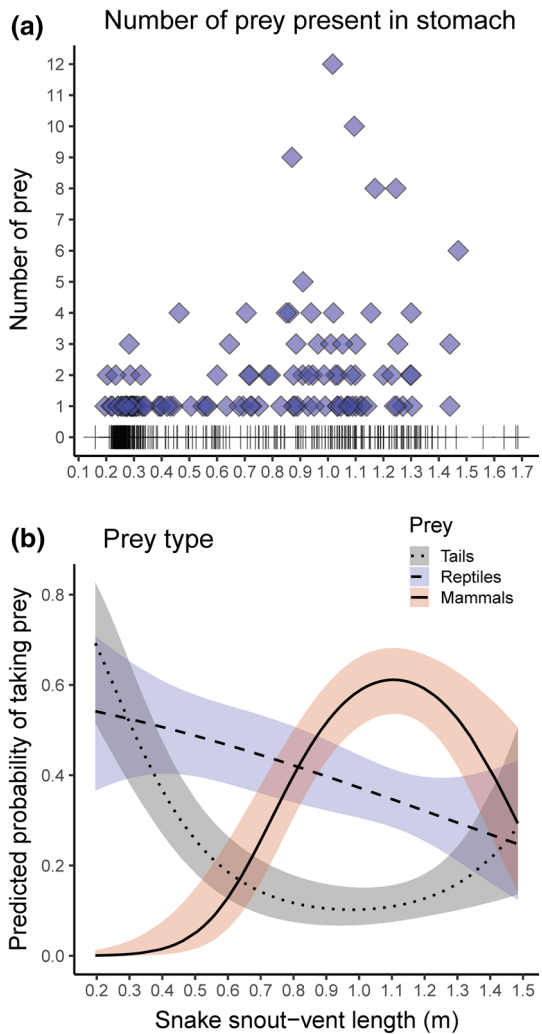 (a) Number of prey present in stomach
12
11
10
9
8
7
6
5
4
3
2
1
0
Number of prey
0.1 0.2 0.3 0.4 0.5 0.6 0.7 0.8 0.9 1.0 1.1 1.2 1.3 1.4 1.5 1.6 1.7
(b) Prey type
Prey
Tails
Reptiles
Mammals
0.8
0.6
0.4
0.2
0.0
Predicted probability of taking prey
0.2 0.3 0.4 0.5 0.6 0.7 0.8 0.9 1.0 1.1 1.2 1.3 1.4 1.5
Snake snout−vent length (m)